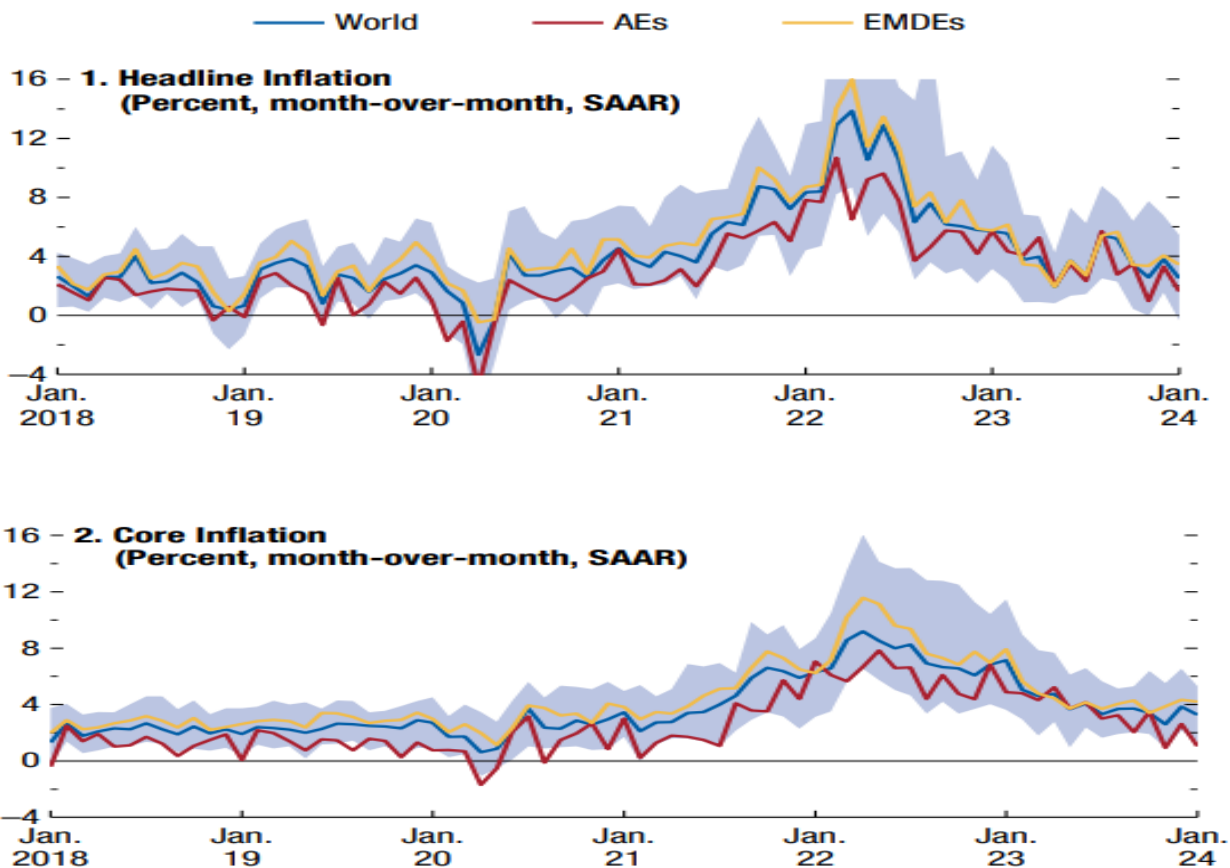 World AEs EMDEs
16 1. Headline Inflation
(Percent, month-over-month, SAAR)
12
8
4
0
−4
Jan. Jan. Jan. Jan. Jan. Jan. Jan.
2018 19 20 21 22 23 24
16 2. Core Inflation
(Percent, month-over-month, SAAR)
12
8
4
0
−4
Jan. Jan. Jan. Jan. Jan. Jan. Jan.
2018 19 20 21 22 23 24